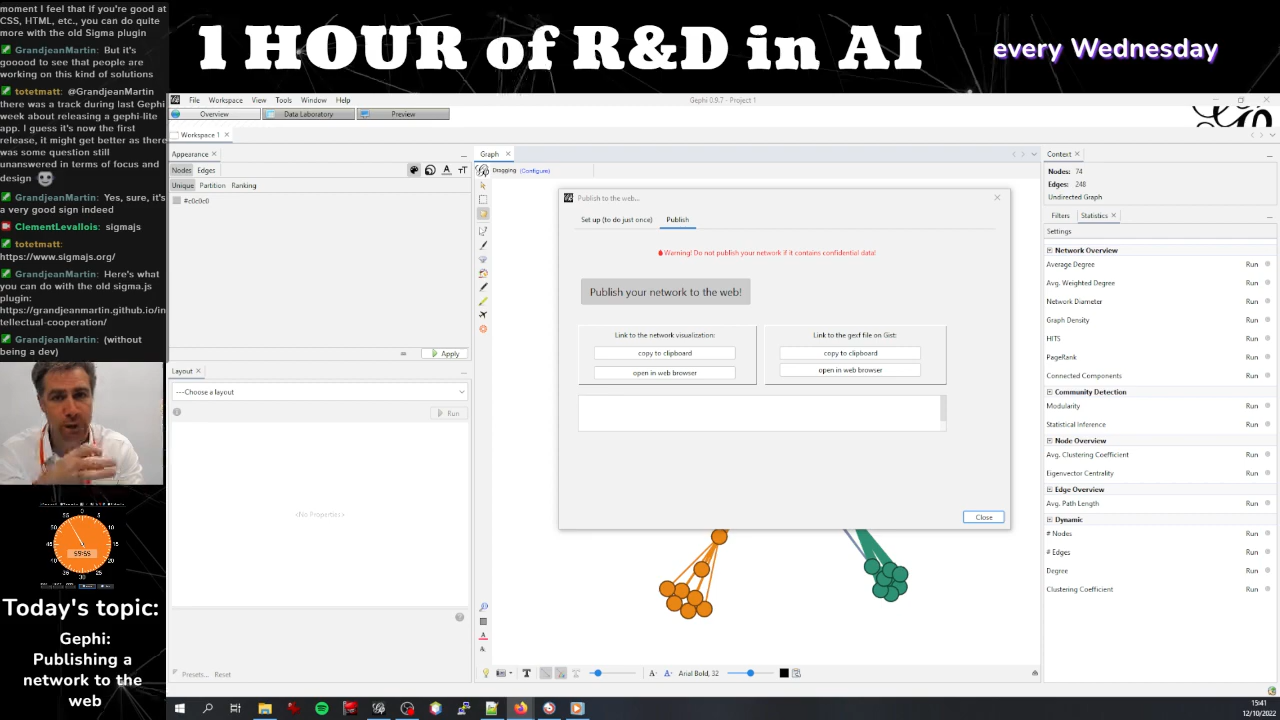 moment I feel that if you're good at
CSS, HTML, etc., you can do quite
more with the old Sigma plugin
GrandjeanMartin: But it's
gooood to see that people are
working on this kind of solutions
totetmatt: @GrandjeanMartin
there was a track during last Gephi
week about releasing a gephi-lite
app. I guess it's now the first
release, it might get better as there
was some question still
unanswered in terms of focus and
design
GrandjeanMartin: Yes, sure, it's
a very good sign indeed
ClementLevallois: sigmajs
totetmatt:
https://www.sigmajs.org/
GrandjeanMartin: Here's what
you can do with the old sigma.js
plugin:
https://grandjeanmartin.github.io/in
tellectual-cooperation/
GrandjeanMartin: (without
being a dev)
1 HOUR of R&D in AI
every Wednesday
Gephi 0.9.7 - Project 1
File Workspace View Tools Window Help
Overview Data Laboratory Preview
Workspace 1
Appearance
Nodes Edges
Unique Partition Ranking
#c0c0c0
Apply
Layout
---Choose a layout
Run
<No Properties>
Presets... Reset
Graph
Dragging (Configure)
Publish to the web...
Set up (to do just once) Publish
Warning! Do not publish your network if it contains confidential data!
Publish your network to the web!
Link to the network visualization:
copy to clipboard
open in web browser
Link to the gexf file on Gist:
copy to clipboard
open in web browser
Close
Arial Bold, 32
Context
Nodes: 74
Edges: 248
Undirected Graph
Filters Statistics
Settings
Network Overview
Average Degree Run
Avg. Weighted Degree Run
Network Diameter Run
Graph Density Run
HITS Run
PageRank Run
Connected Components Run
Community Detection
Modularity Run
Statistical Inference Run
Node Overview
Avg. Clustering Coefficient Run
Eigenvector Centrality Run
Edge Overview
Avg. Path Length Run
Dynamic
# Nodes Run
# Edges Run
Degree Run
Clustering Coefficient Run
Today's topic:
Gephi:
Publishing a
network to the
web
15:41
12/10/2022